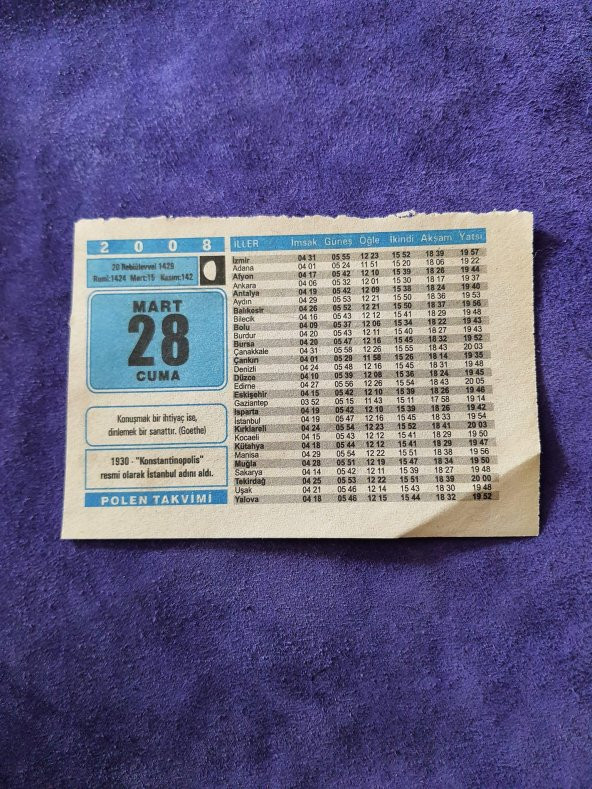 2 0 0 8
20 Rebiülevvel 1429
Rumi:1424 Mart:15 Kasım:142
MART
28
CUMA
Konuşmak bir ihtiyaç ise,
dinlemek bir sanattır. (Goethe)
1930 - "Konstantinopolis"
resmi olarak İstanbul adını aldı.
POLEN TAKVİMİ
İLLER İmsak Güneş Öğle İkindi Akşam Yatsı
İzmir 04 31 05 55 12 23 15 52 18 39 19 57
Adana 04 01 05 24 11 51 15 20 18 06 19 22
Afyon 04 17 05 42 12 10 15 39 18 26 19 44
Ankara 04 06 05 32 12 01 15 30 18 17 19 37
Antalya 04 19 05 42 12 09 15 38 18 24 19 40
Aydın 04 29 05 53 12 21 15 50 18 36 19 53
Balıkesir 04 26 05 52 12 21 15 50 18 37 19 56
Bilecik 04 16 05 43 12 12 15 41 18 29 19 48
Bolu 04 09 05 37 12 06 15 34 18 22 19 43
Burdur 04 20 05 44 12 11 15 40 18 27 19 43
Bursa 04 20 05 47 12 16 15 45 18 32 19 52
Çanakkale 04 31 05 58 12 26 15 55 18 43 20 03
Çankırı 04 01 05 29 11 58 15 26 18 14 19 35
Denizli 04 24 05 48 12 16 15 45 18 31 19 48
Düzce 04 10 05 39 12 08 15 36 18 24 19 45
Edirne 04 27 05 56 12 26 15 54 18 43 20 05
Eskişehir 04 15 05 42 12 10 15 39 18 26 19 46
Gaziantep 03 52 05 15 11 43 15 11 17 58 19 14
Isparta 04 19 05 42 12 10 15 39 18 26 19 42
İstanbul 04 19 05 47 12 16 15 45 18 33 19 54
Kırklareli 04 24 05 54 12 23 15 52 18 41 20 03
Kocaeli 04 15 05 43 12 12 15 41 18 29 19 50
Kütahya 04 18 05 44 12 12 15 41 18 29 19 47
Manisa 04 29 05 54 12 22 15 51 18 38 19 56
Muğla 04 28 05 51 12 19 15 47 18 34 19 50
Sakarya 04 14 05 42 12 11 15 39 18 27 19 48
Tekirdağ 04 25 05 53 12 22 15 51 18 39 20 00
Uşak 04 21 05 46 12 14 15 43 18 30 19 48
Yalova 04 18 05 46 12 15 15 44 18 32 19 52